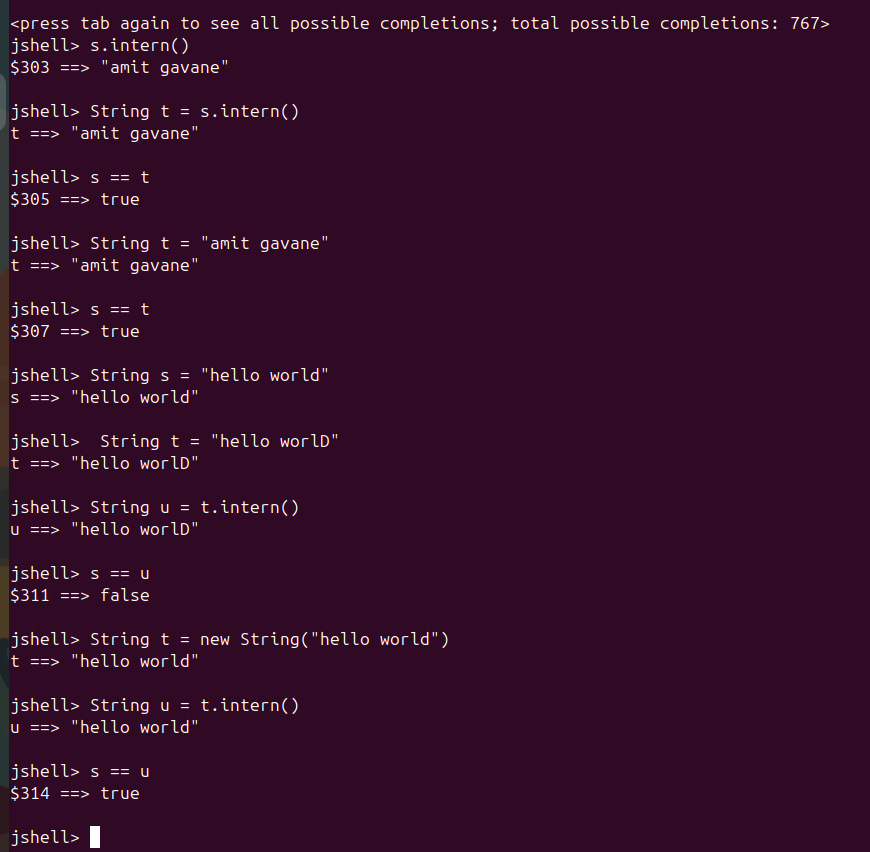 <press tab again to see all possible completions; total possible completions: 767>
jshell> s.intern()
$303 ==> "amit gavane"
jshell> String t = s.intern()
t ==> "amit gavane"
jshell> s == t
$305 ==> true
jshell> String t = "amit gavane"
t ==> "amit gavane"
jshell> s == t
$307 ==> true
jshell> String s = "hello world"
s ==> "hello world"
jshell>  String t = "hello worlD"
t ==> "hello worlD"
jshell> String u = t.intern()
u ==> "hello worlD"
jshell> s == u
$311 ==> false
jshell> String t = new String("hello world")
t ==> "hello world"
jshell> String u = t.intern()
u ==> "hello world"
jshell> s == u
$314 ==> true
jshell>